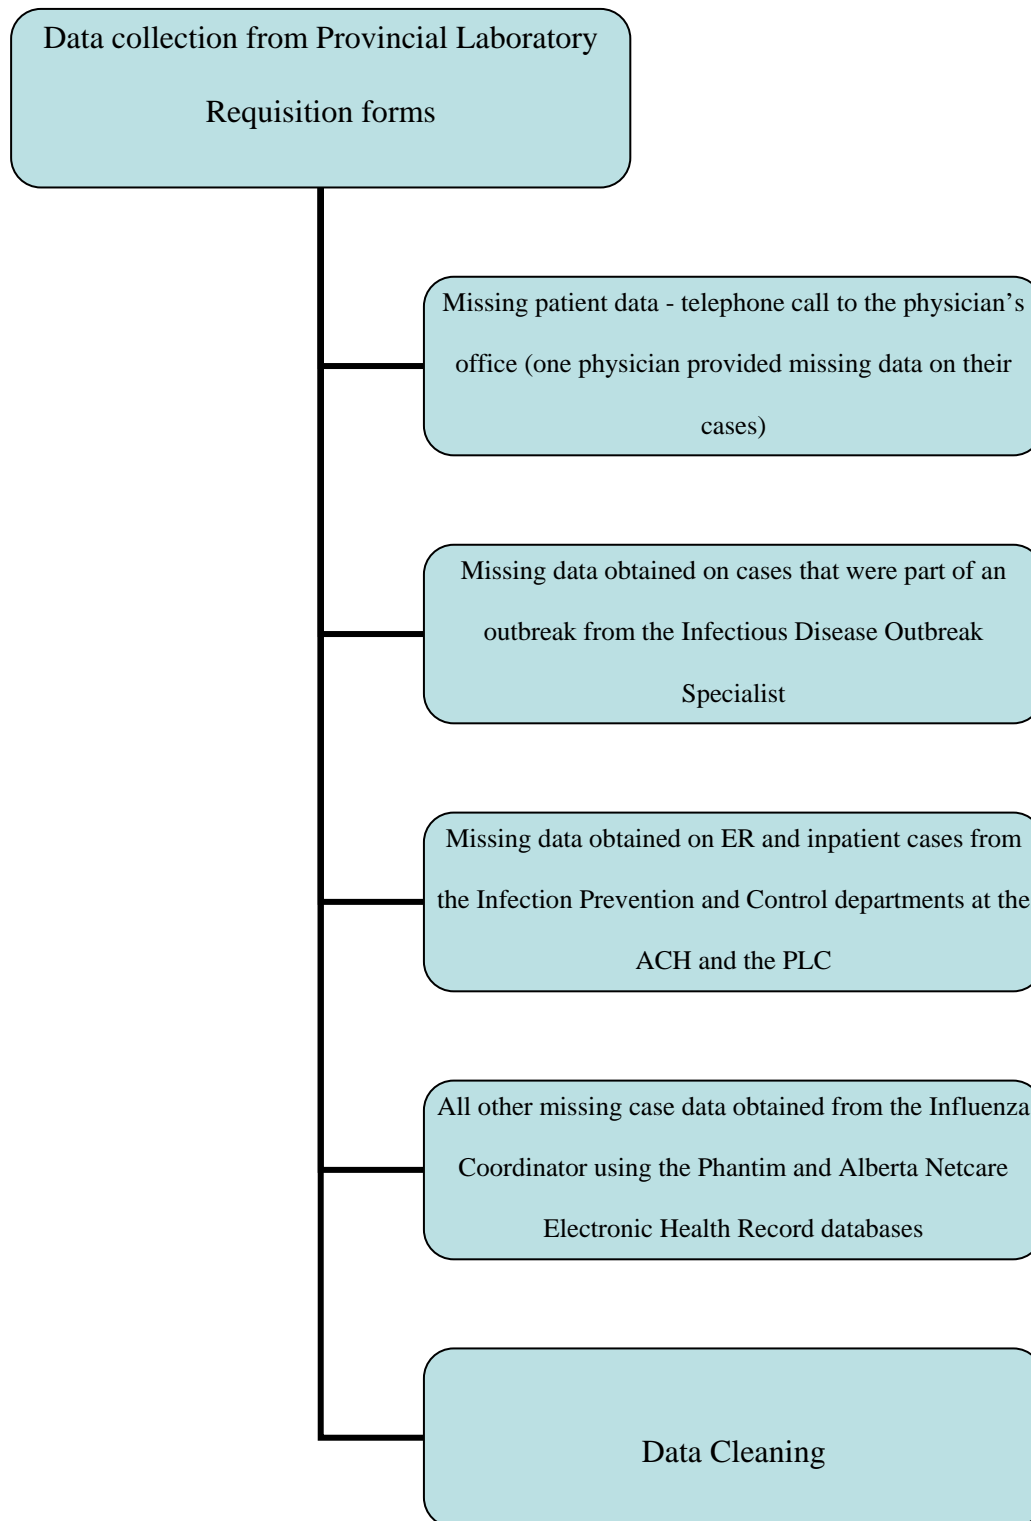 Data collection from Provincial Laboratory
Requisition forms
Missing patient data - telephone call to the physician’s
office (one physician provided missing data on their
cases)
Missing data obtained on cases that were part of an
outbreak from the Infectious Disease Outbreak
Specialist
Missing data obtained on ER and inpatient cases from
the Infection Prevention and Control departments at the
ACH and the PLC
All other missing case data obtained from the Influenza
Coordinator using the Phantim and Alberta Netcare
Electronic Health Record databases
Data Cleaning